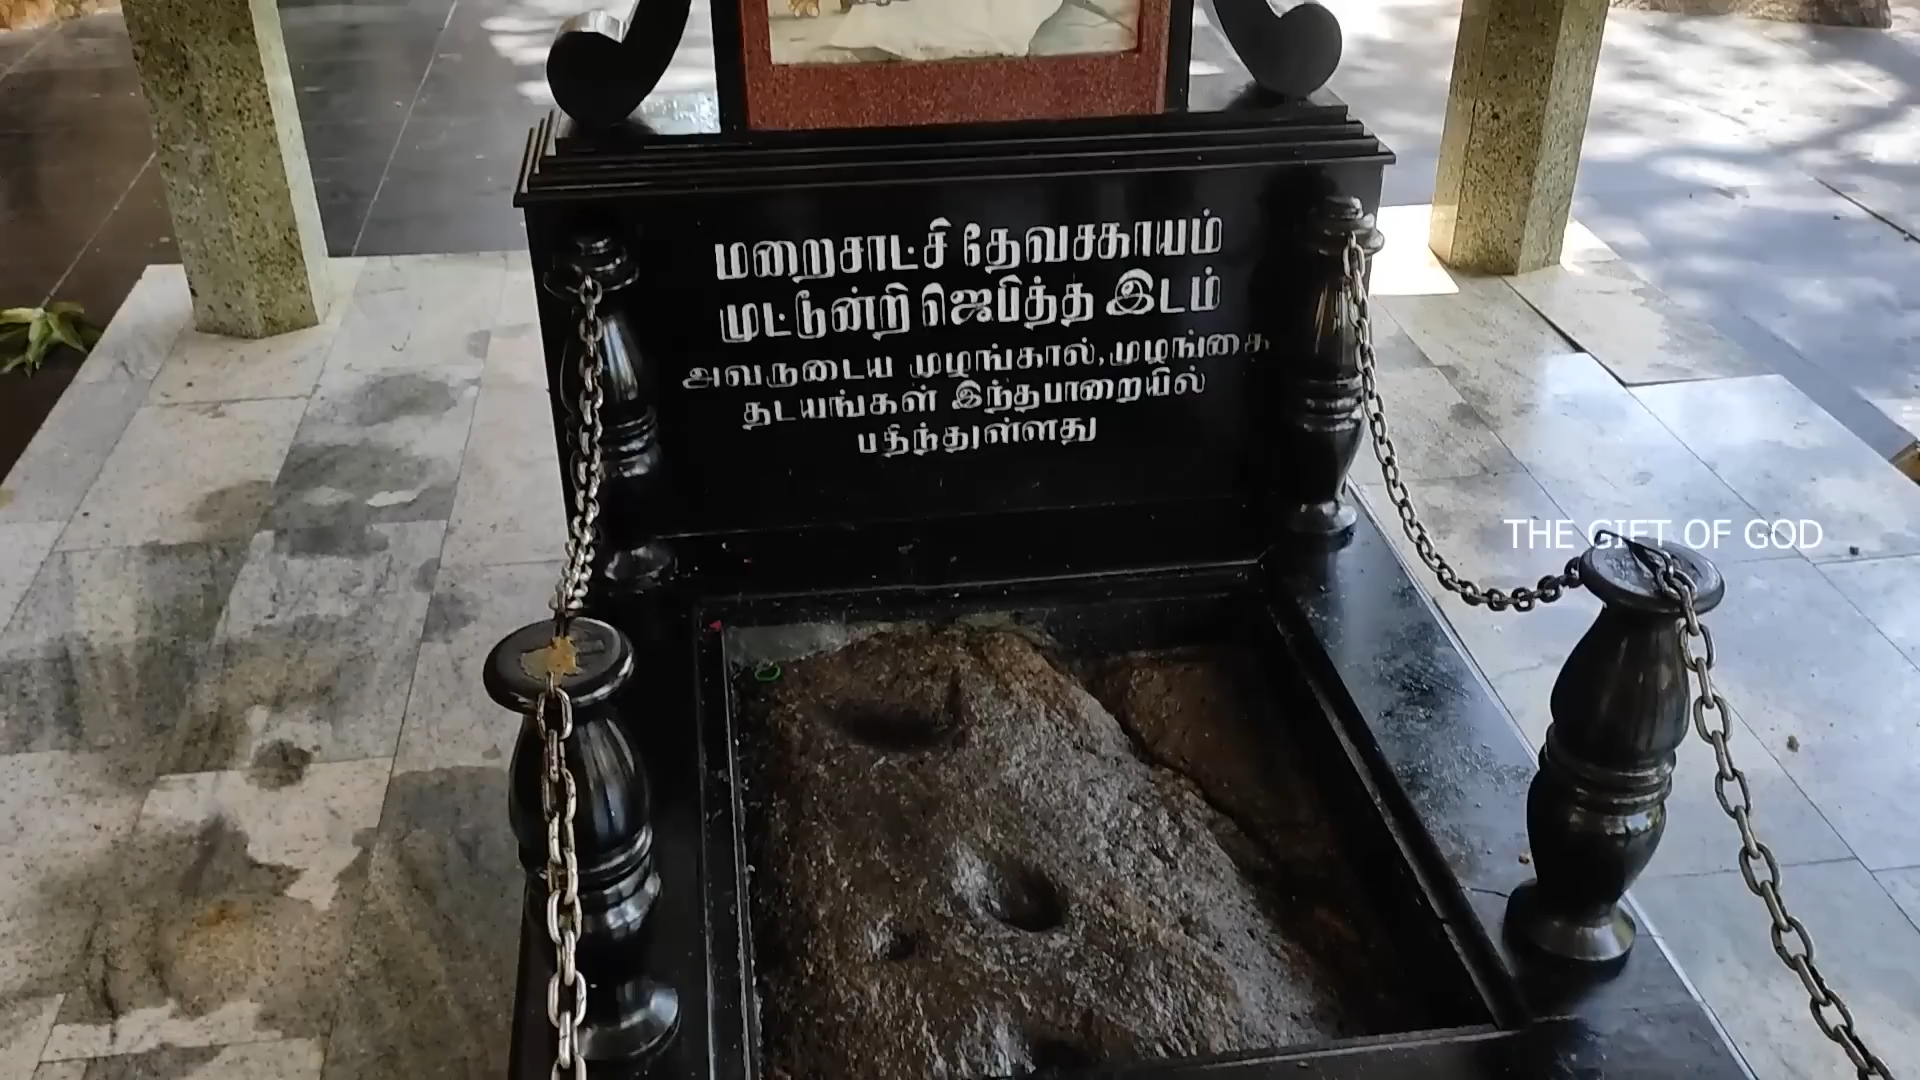 மறைசாட்சி தேவசகாயம்
முட்டூன்றி ஜெபித்த இடம்
அவருடைய முழங்கால், முழங்கை
தடயங்கள் இந்தபாறையில்
பதிந்துள்ளது
THE GIFT OF GOD